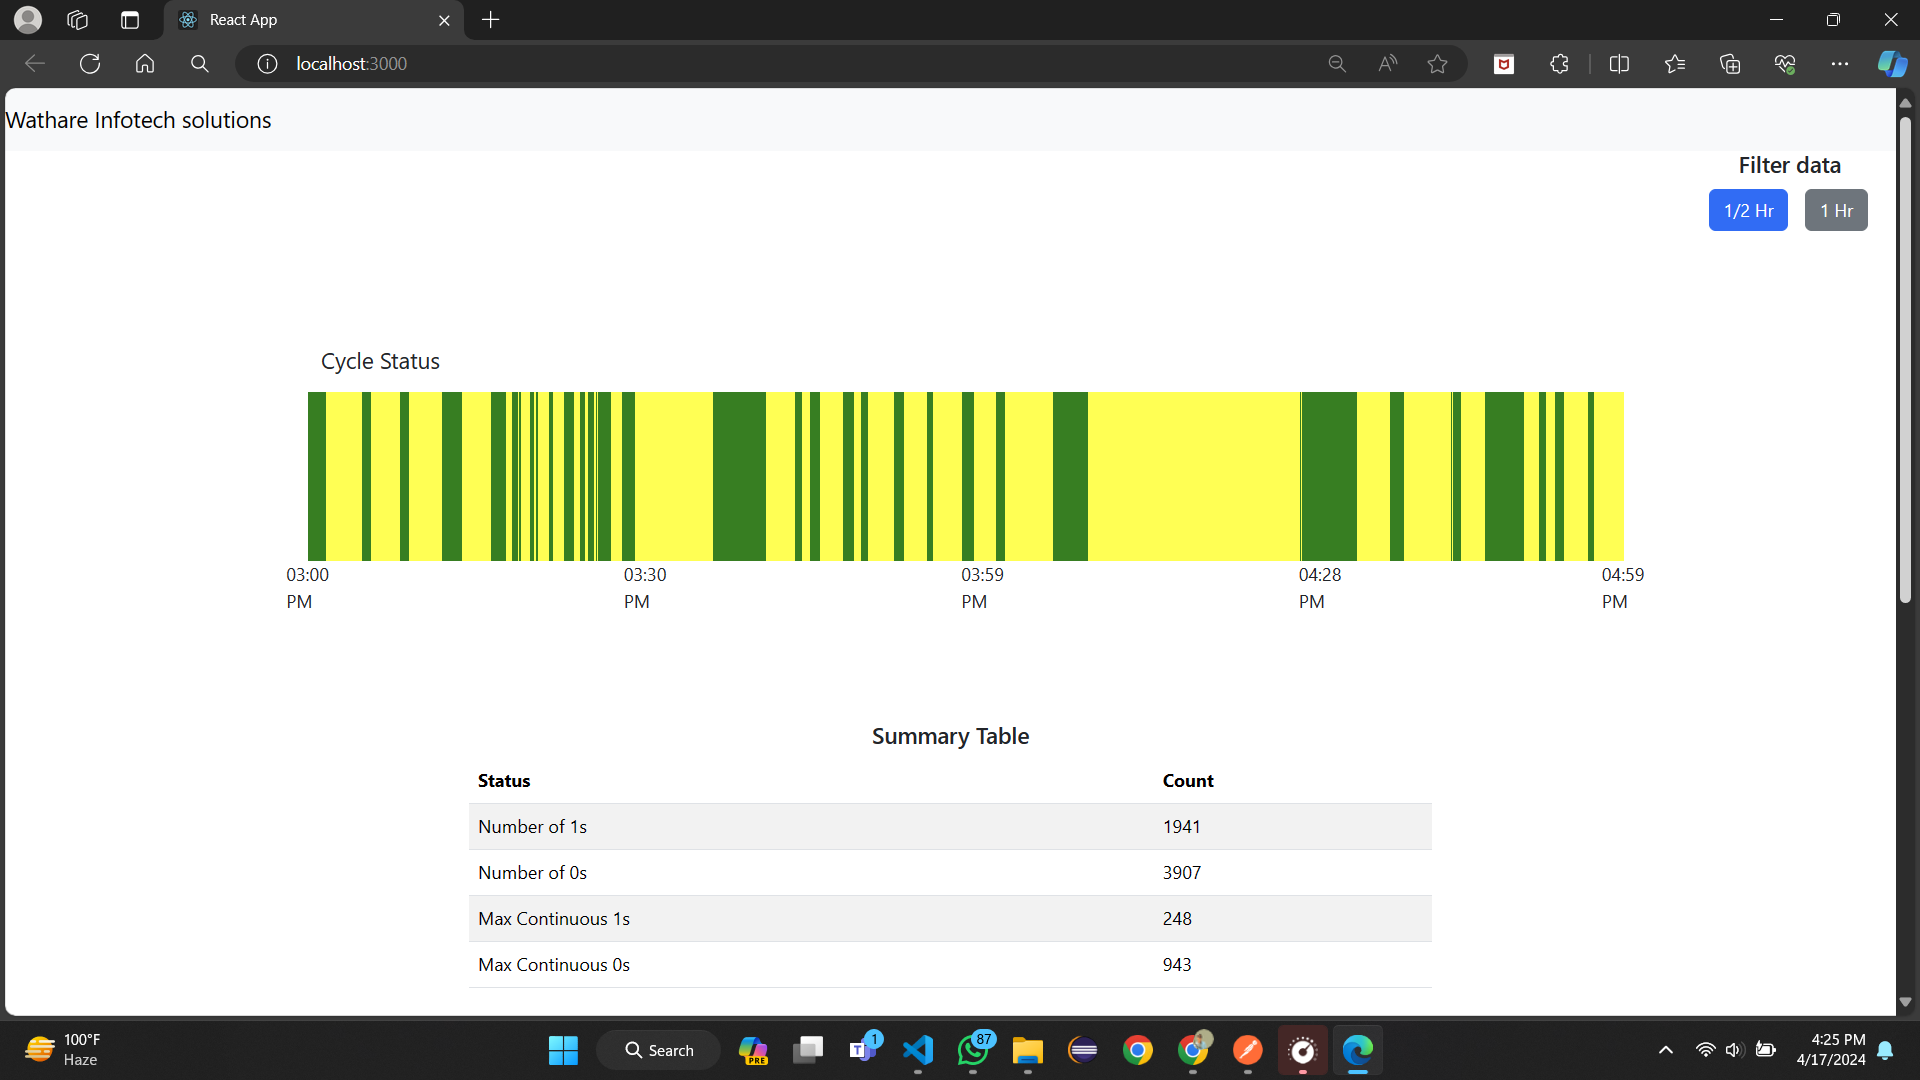 React App
localhost:3000
Wathare Infotech solutions
Filter data
1/2 Hr 1 Hr
Cycle Status
03:00 PM 03:30 PM 03:59 PM 04:28 PM 04:59 PM
Summary Table
Status Count
Number of 1s 1941
Number of 0s 3907
Max Continuous 1s 248
Max Continuous 0s 943
100°F
Haze
Search
PRE
1
87
4:25 PM
4/17/2024